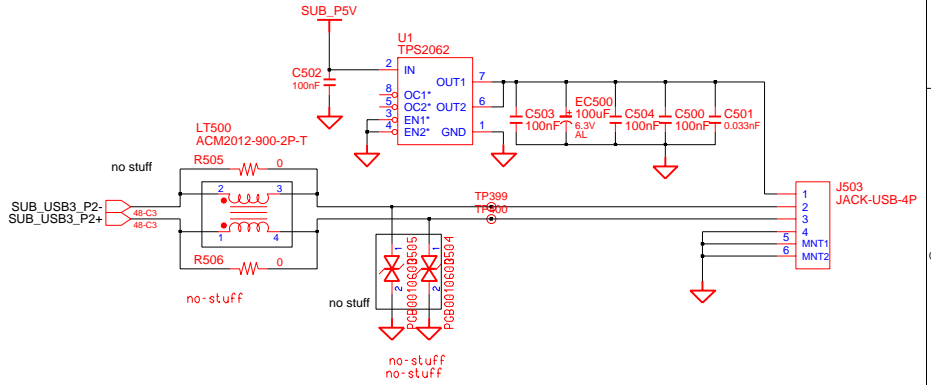 SUB_P5V
U1
TPS2062
2
IN
C502
100nF
OUT1
7
8
OC1*
5
OC2*
OUT2
6
3
EN1*
4
EN2*
GND
1
C503
100nF
EC500
100uF
6.3V
AL
C504
100nF
C500
100nF
C501
0.033nF
LT500
ACM2012-900-2P-T
no stuff
R505
0
2
3
SUB_USB3_P2-
48-C3
SUB_USB3_P2+
48-C3
1
4
R506
0
no-stuff
TP399
TP400
J503
JACK-USB-4P
1
2
3
4
5
MNT1
6
MNT2
1
2
PGB0010603
D505
1
2
PGB0010603
D504
no stuff
no-stuff
no-stuff